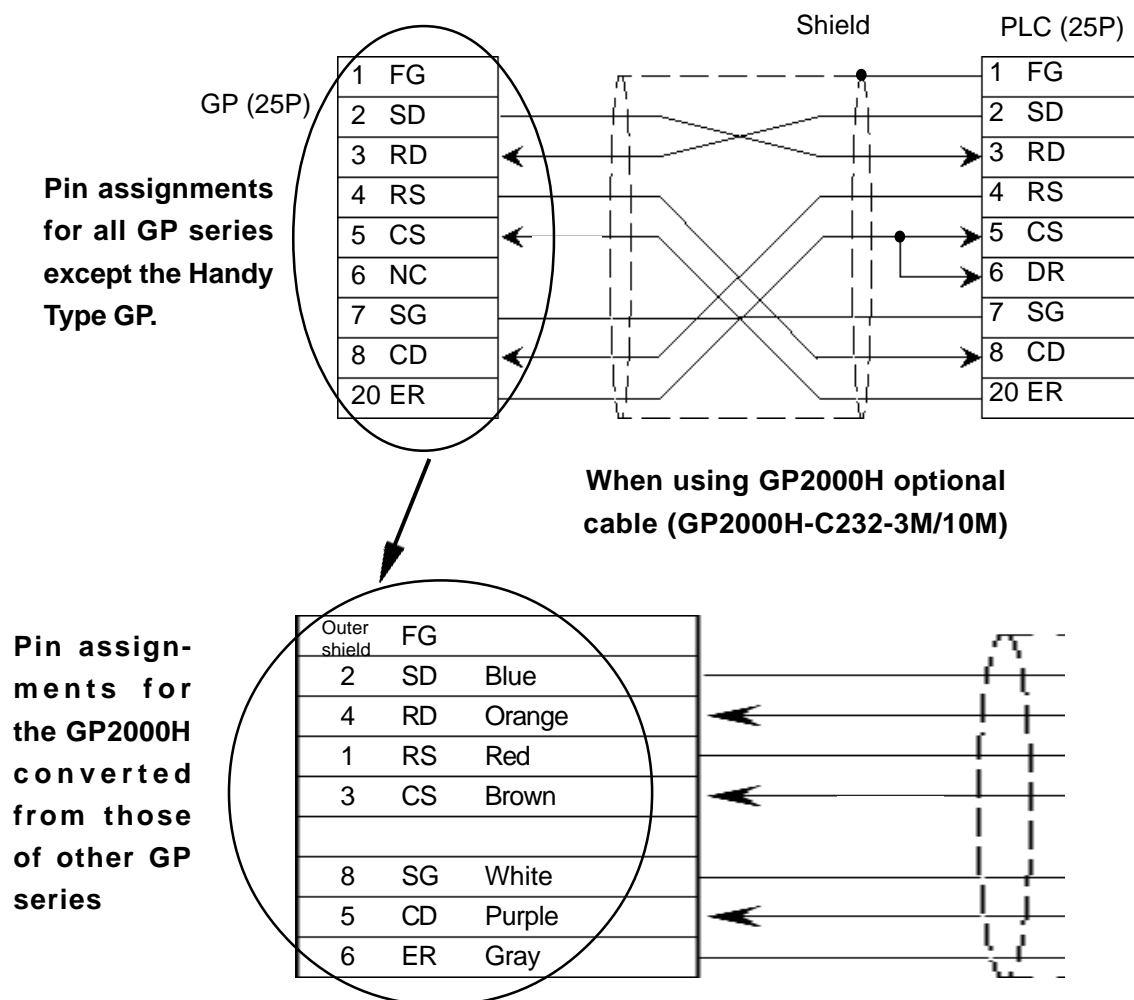 Shield
PLC (25P)
GP (25P)
1 FG
2 SD
3 RD
4 RS
5 CS
6 NC
7 SG
8 CD
20 ER
1 FG
2 SD
3 RD
4 RS
5 CS
6 DR
7 SG
8 CD
20 ER
Pin assignments
for all GP series
except the Handy
Type GP.
When using GP2000H optional
cable (GP2000H-C232-3M/10M)
Pin assign-
ments for
the GP2000H
converted
from those
of other GP
series
Outer
shield FG
2 SD Blue
4 RD Orange
1 RS Red
3 CS Brown
8 SG White
5 CD Purple
6 ER Gray